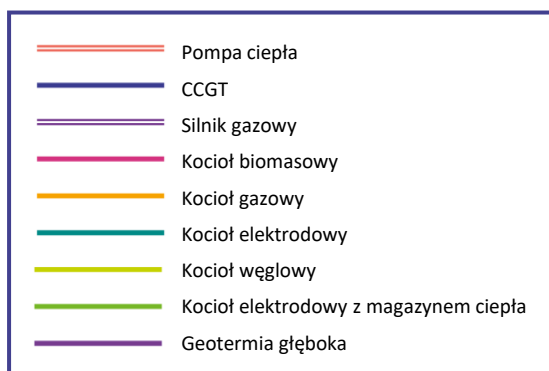 Pompa ciepła
CCGT
Silnik gazowy
Kocioł biomasowy
Kocioł gazowy
Kocioł elektrodowy
Kocioł węglowy
Kocioł elektrodowy z magazynem ciepła
Geotermia głęboka